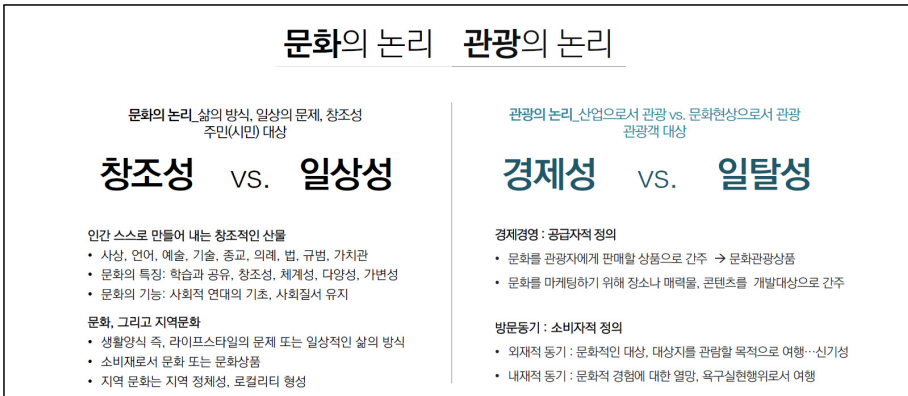 문화의 논리 관광의 논리
문화의 논리_삶의 방식, 일상의 문제, 창조성
주민(시민) 대상
창조성 vs. 일상성
인간 스스로 만들어 내는 창조적인 산물
• 사상, 언어, 예술, 기술, 종교, 의례, 법, 규범, 가치관
• 문화의 특징: 학습과 공유, 창조성, 체계성, 다양성, 가변성
• 문화의 기능: 사회적 연대의 기초, 사회질서 유지
문화, 그리고 지역문화
• 생활양식 즉, 라이프스타일의 문제 또는 일상적인 삶의 방식
• 소비재로서 문화 또는 문화상품
• 지역 문화는 지역 정체성, 로컬리티 형성
관광의 논리_산업으로서 관광 vs. 문화현상으로서 관광
관광객 대상
경제성 vs. 일탈성
경제경영 : 공급자적 정의
• 문화를 관광자에게 판매할 상품으로 간주 → 문화관광상품
• 문화를 마케팅하기 위해 장소나 매력물, 콘텐츠를 개발대상으로 간주
방문동기 : 소비자적 정의
• 외재적 동기 : 문화적인 대상, 대상지를 관람할 목적으로 여행…신기성
• 내재적 동기 : 문화적 경험에 대한 열망, 욕구실현행위로서 여행